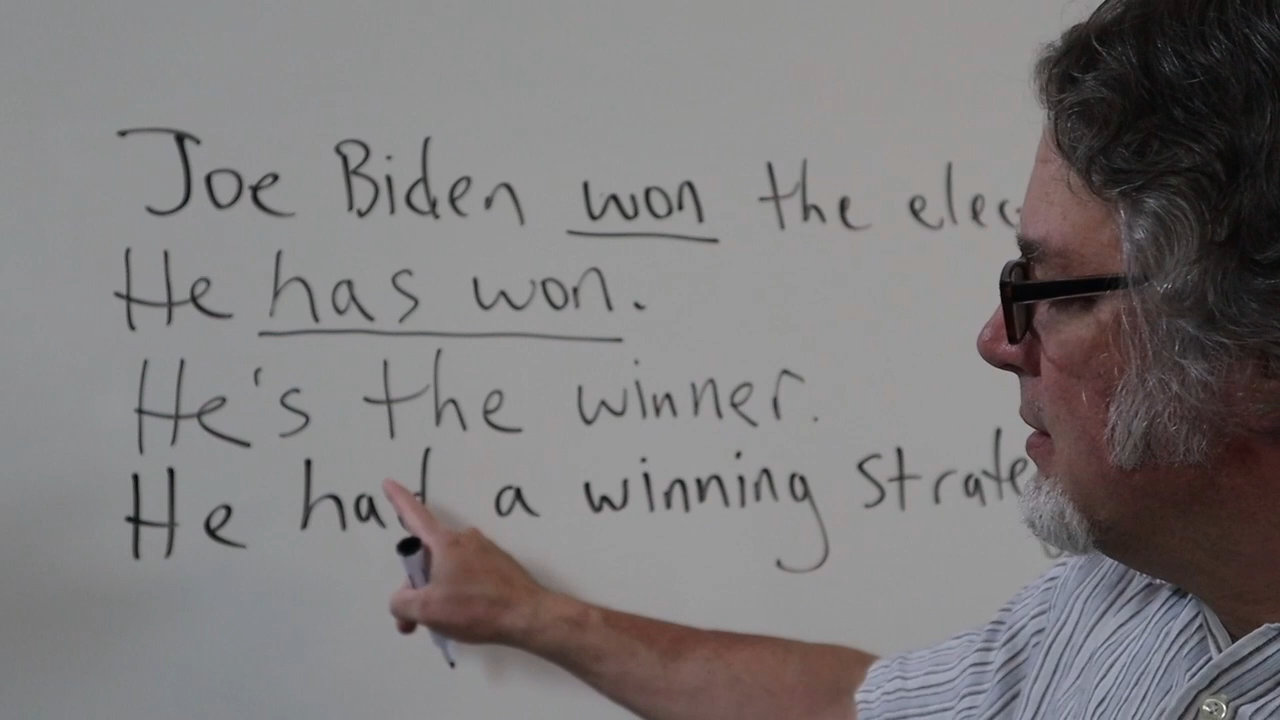 Joe Biden won the elec
He has won.
He's the winner.
He had a winning strate